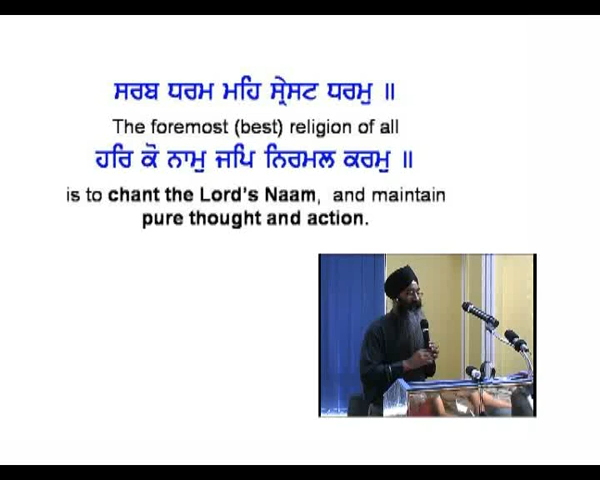 ਸਰਬ ਧਰਮ ਮਹਿ ਸ੍ਰੇਸਟ ਧਰਮੁ ॥
The foremost (best) religion of all
ਹਰਿ ਕੋ ਨਾਮੁ ਜਪਿ ਨਿਰਮਲ ਕਰਮੁ ॥
is to chant the Lord's Naam, and maintain
pure thought and action.